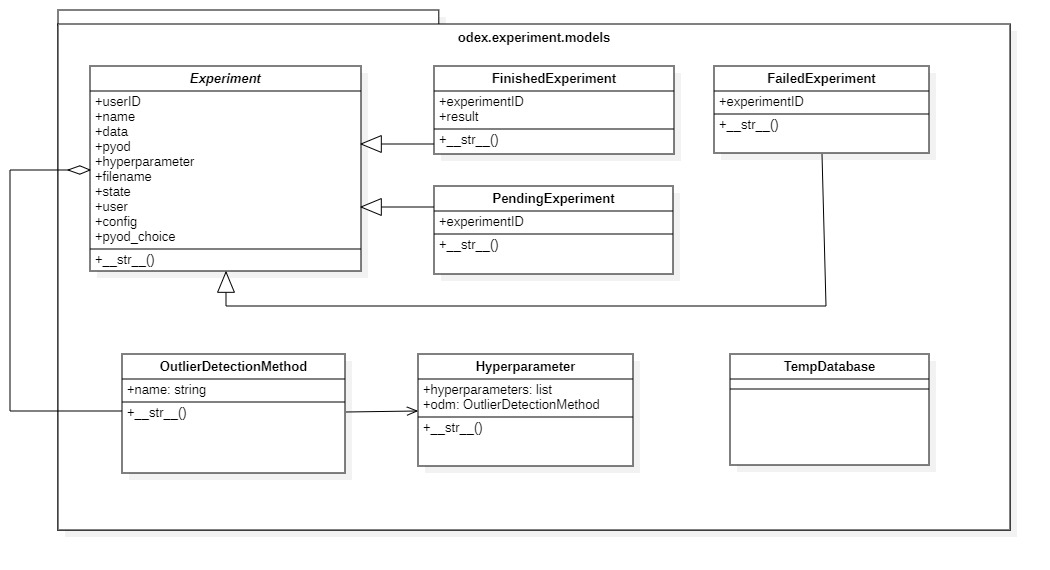 odex.experiment.models
Experiment
+userID
+name
+data
+pyod
+hyperparameter
+filename
+state
+user
+config
+pyod_choice
+__str__()
FinishedExperiment
+experimentID
+result
+__str__()
FailedExperiment
+experimentID
+__str__()
PendingExperiment
+experimentID
+__str__()
OutlierDetectionMethod
+name: string
+__str__()
Hyperparameter
+hyperparameters: list
+odm: OutlierDetectionMethod
+__str__()
TempDatabase